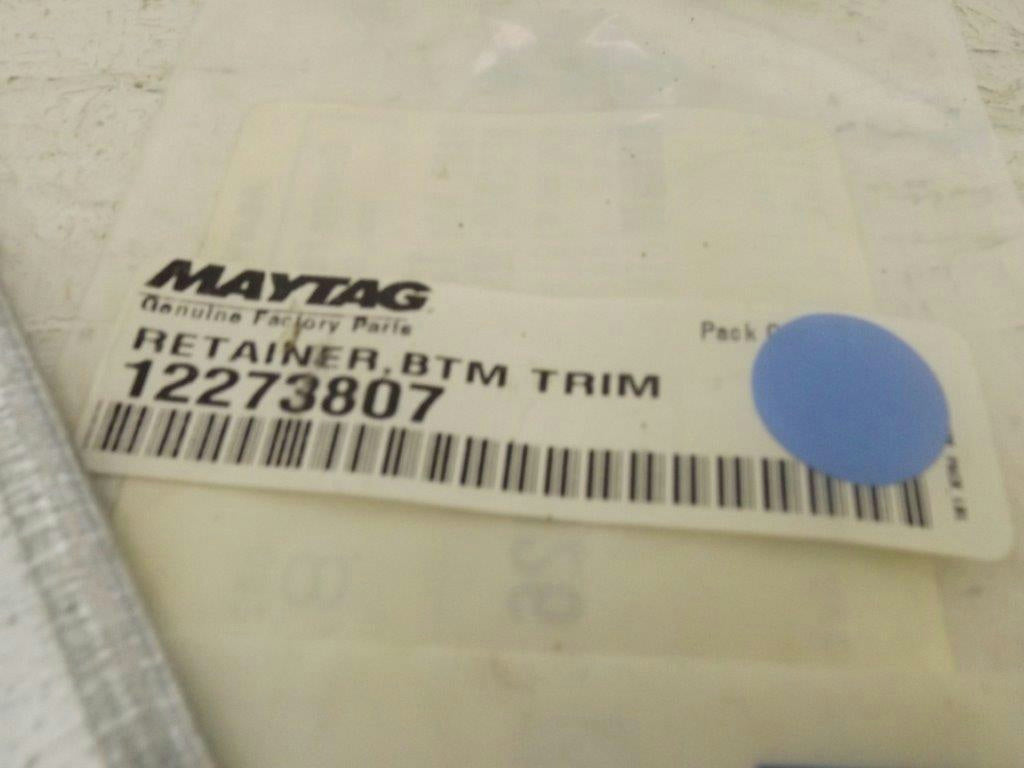 MAYTAG
Genuine Factory Parts
Pack
RETAINER,BTM TRIM
12273807